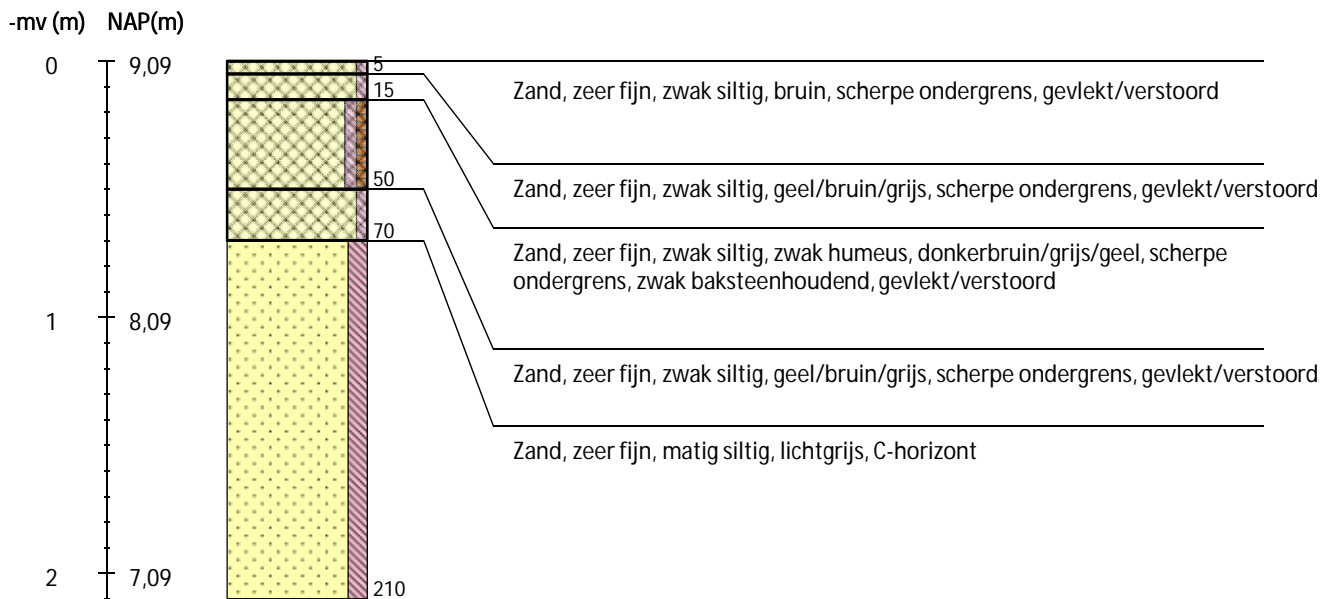 -mv (m) NAP(m)
0 9,09
5
Zand, zeer fijn, zwak siltig, bruin, scherpe ondergrens, gevlekt/verstoord
15
Zand, zeer fijn, zwak siltig, geel/bruin/grijs, scherpe ondergrens, gevlekt/verstoord
50
Zand, zeer fijn, zwak siltig, zwak humeus, donkerbruin/grijs/geel, scherpe
ondergrens, zwak baksteenhoudend, gevlekt/verstoord
70
1 8,09
Zand, zeer fijn, zwak siltig, geel/bruin/grijs, scherpe ondergrens, gevlekt/verstoord
Zand, zeer fijn, matig siltig, lichtgrijs, C-horizont
2 7,09
210